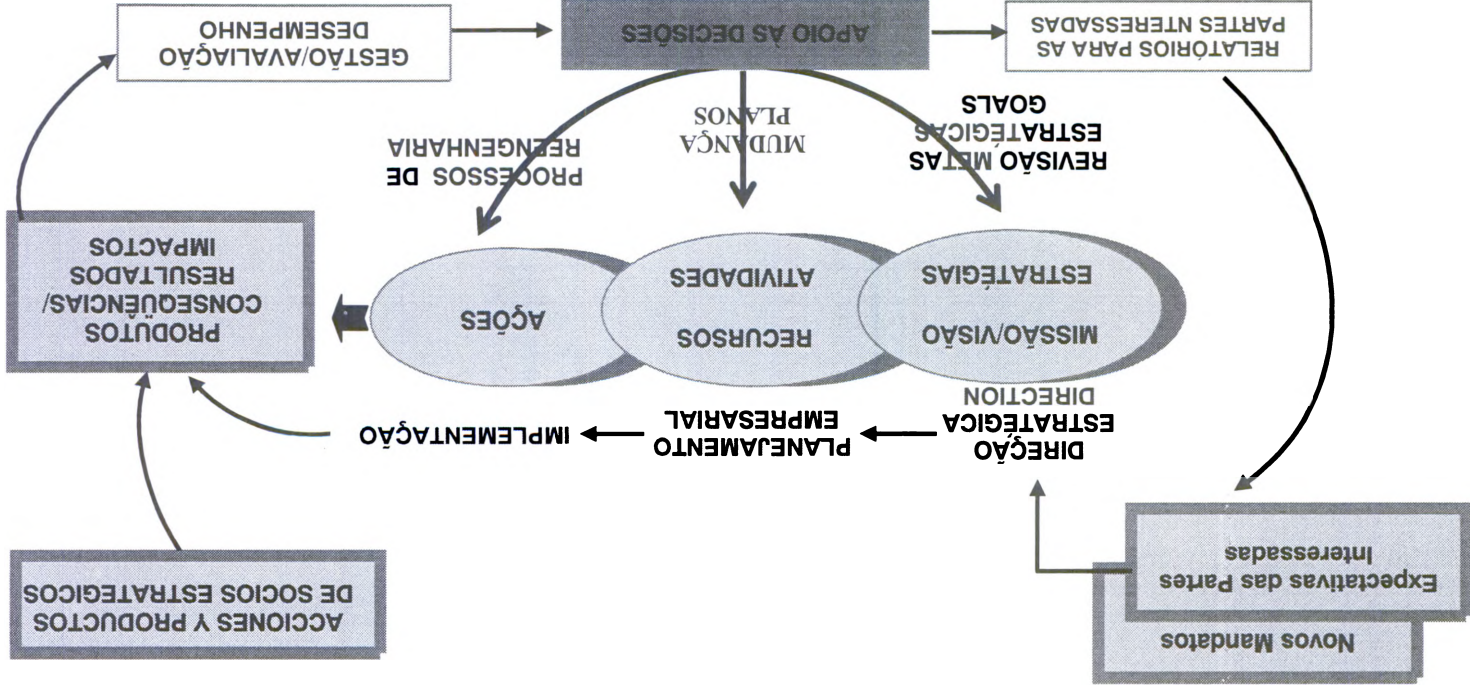 Novos Mandatos
Expectativas das Partes
Interessadas
ACCIONES Y PRODUCTOS
DE SOCIOS ESTRATEGICOS
DIREÇÃO
ESTRATÉGICA
DIRECTION
PLANEJAMENTO
EMPRESARIAL
IMPLEMENTAÇÃO
MISSÃO/VISÃO
ESTRATÉGIAS
RECURSOS
ATIVIDADES
AÇÕES
PRODUTOS
CONSEQÜÊNCIAS/
RESULTADOS
IMPACTOS
REVISÃO METAS
ESTRATÉGICAS
GOALS
MUDANÇA
PLANOS
PROCESSOS DE
REENGENHARIA
RELATÓRIOS PARA AS
PARTES NTERESSADAS
APOIO ÀS DECISÕES
GESTÃO/AVALIAÇÃO
DESEMPENHO